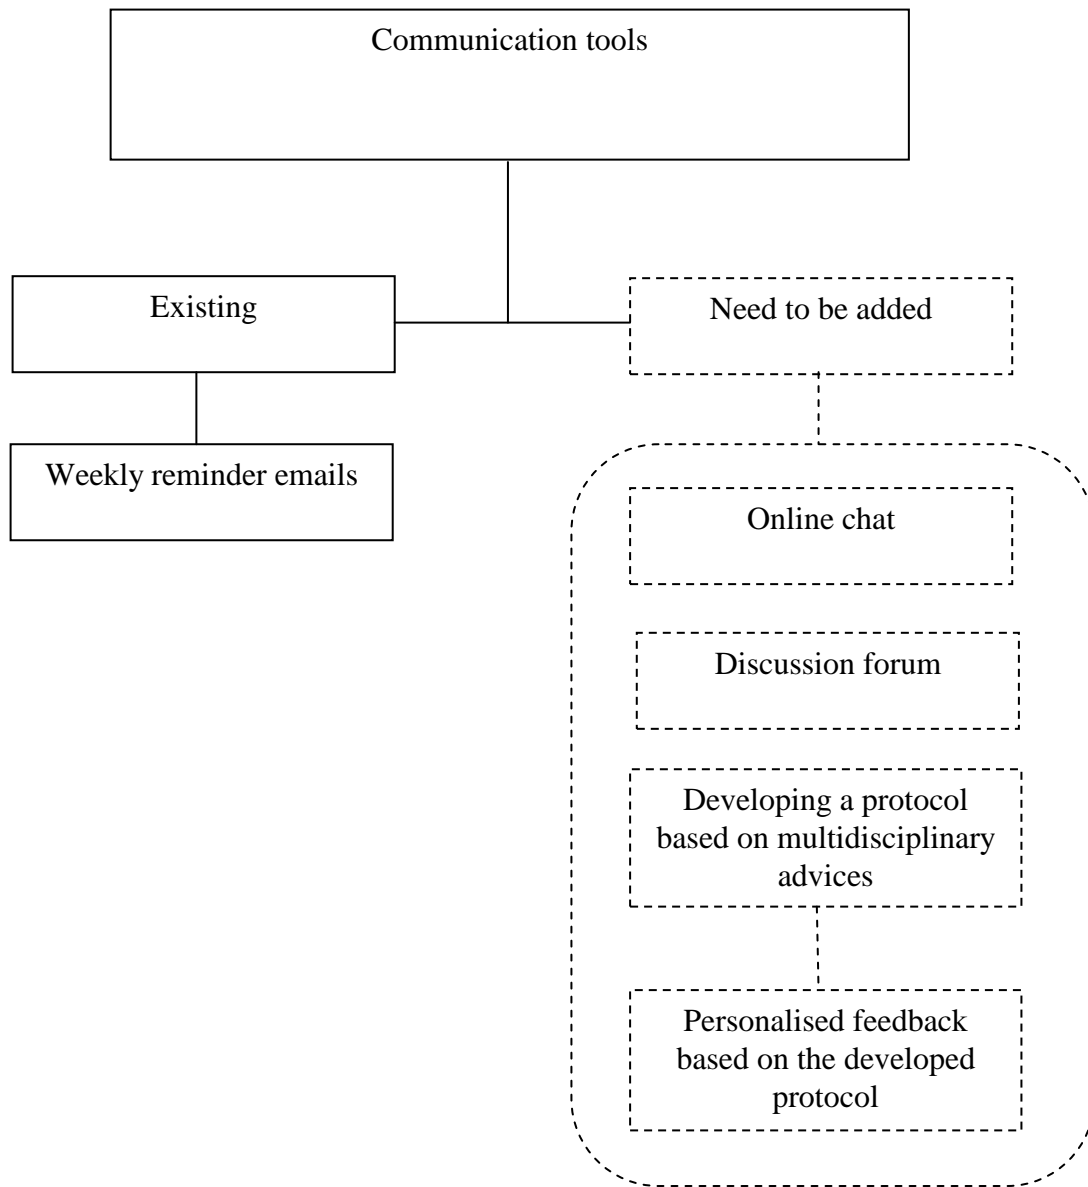 Communication tools
Existing
Need to be added
Weekly reminder emails
Online chat
Discussion forum
Developing a protocol
based on multidisciplinary
advices
Personalised feedback
based on the developed
protocol